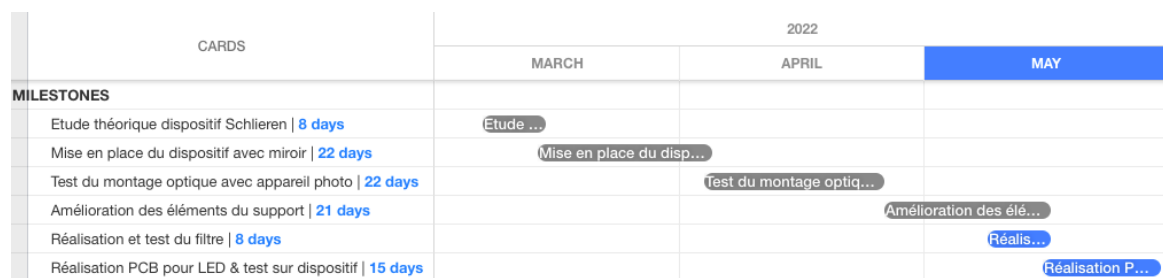 2022
CARDS
MARCH APRIL MAY
MILESTONES
Etude théorique dispositif Schlieren | 8 days Etude ...
Mise en place du dispositif avec miroir | 22 days Mise en place du disp...
Test du montage optique avec appareil photo | 22 days Test du montage optiq...
Amélioration des éléments du support | 21 days Amélioration des élé...
Réalisation et test du filtre | 8 days Réalis...
Réalisation PCB pour LED & test sur dispositif | 15 days Réalisation P...